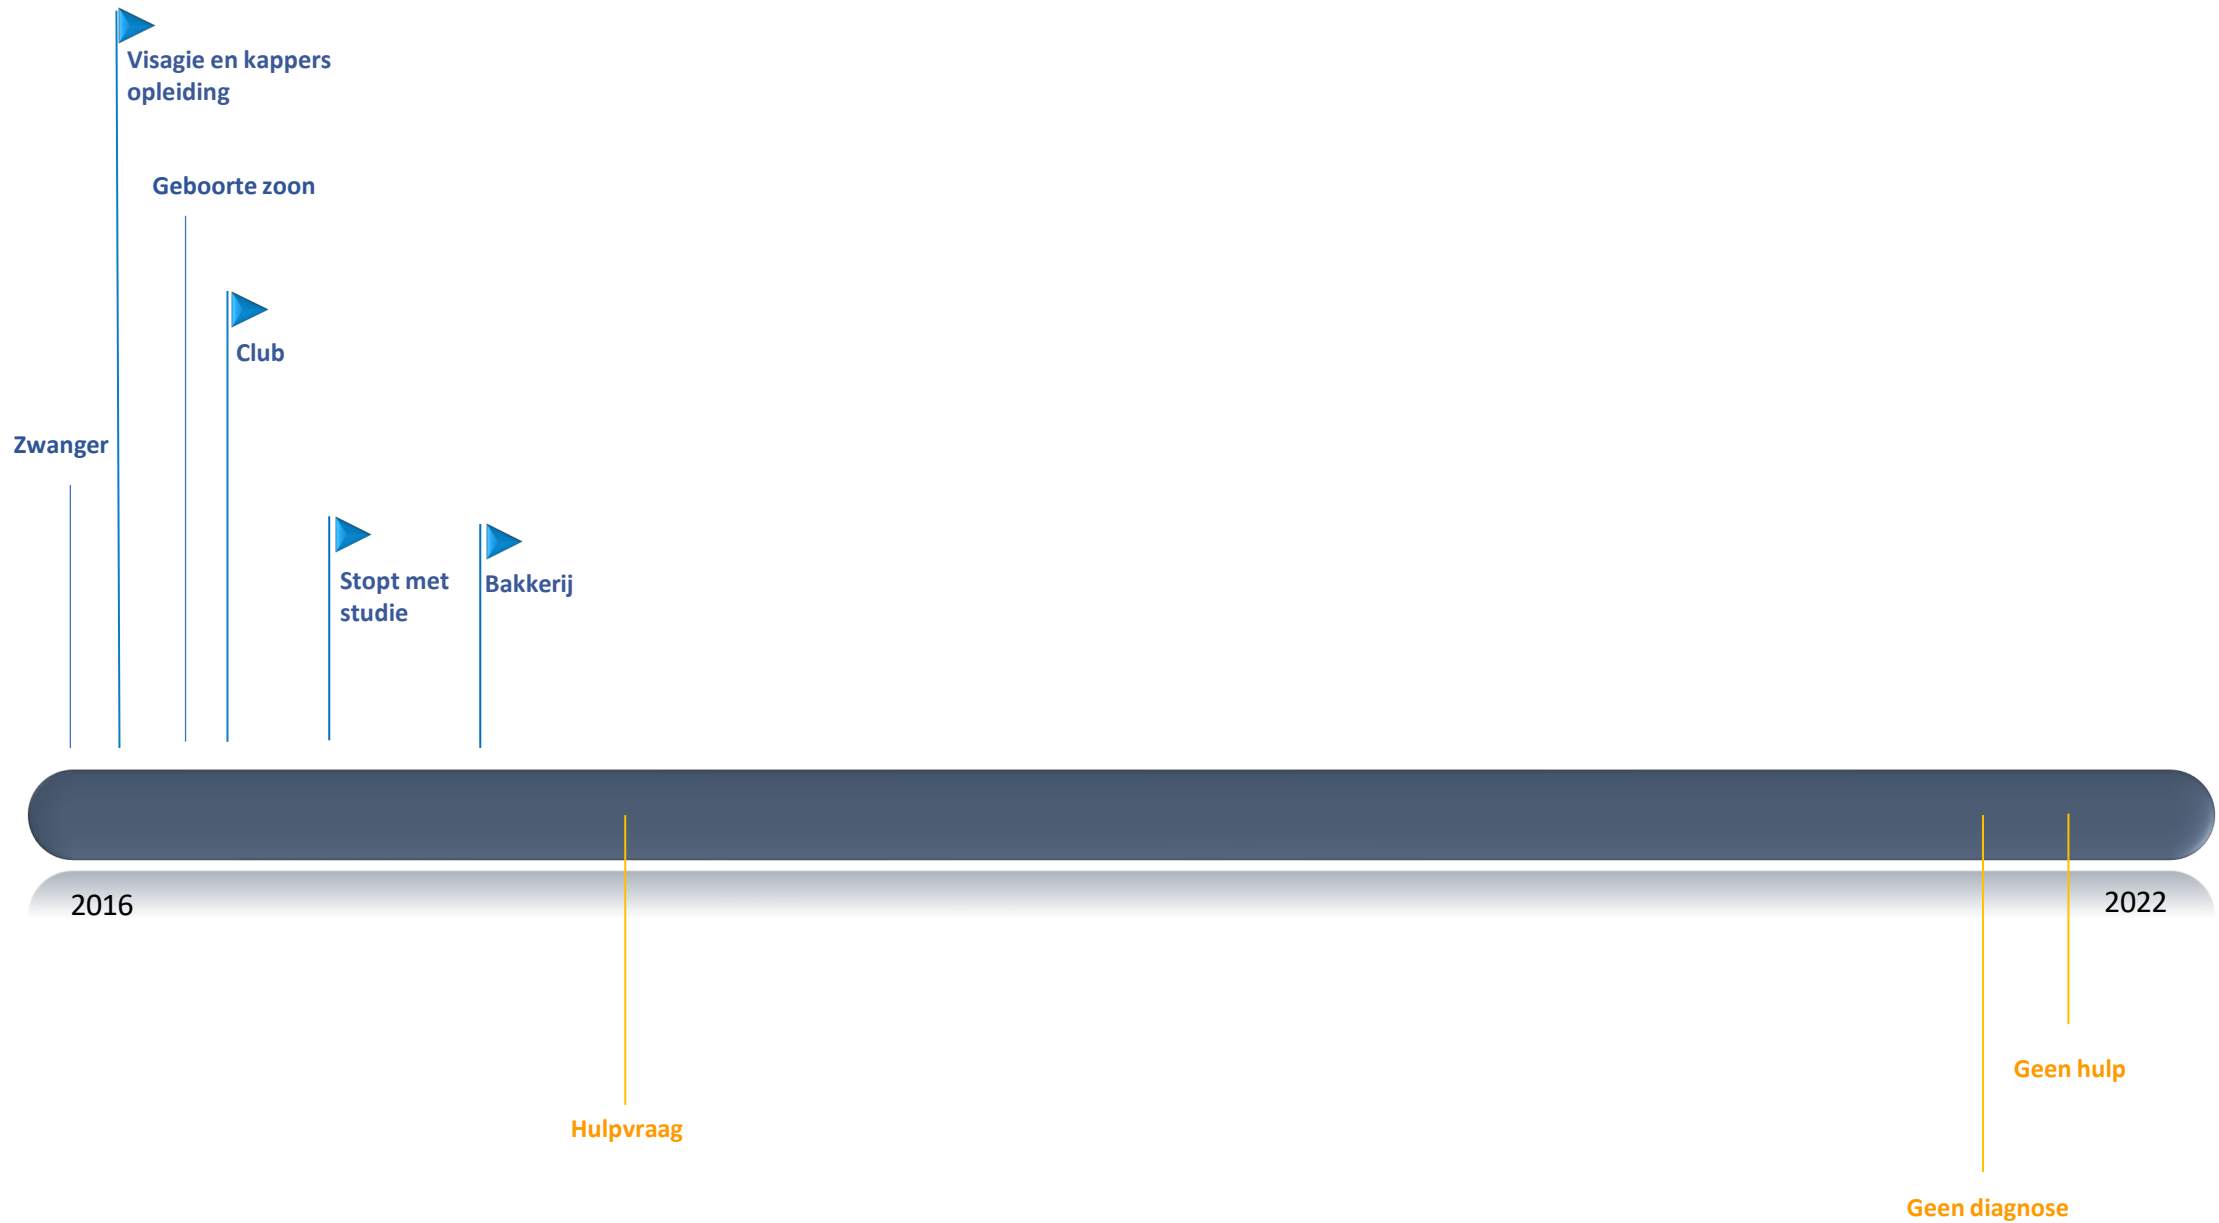 Visagie en kappers
opleiding
Geboorte zoon
Club
Zwanger
Stopt met
studie
Bakkerij
2016
2022
Geen hulp
Hulpvraag
Geen diagnose